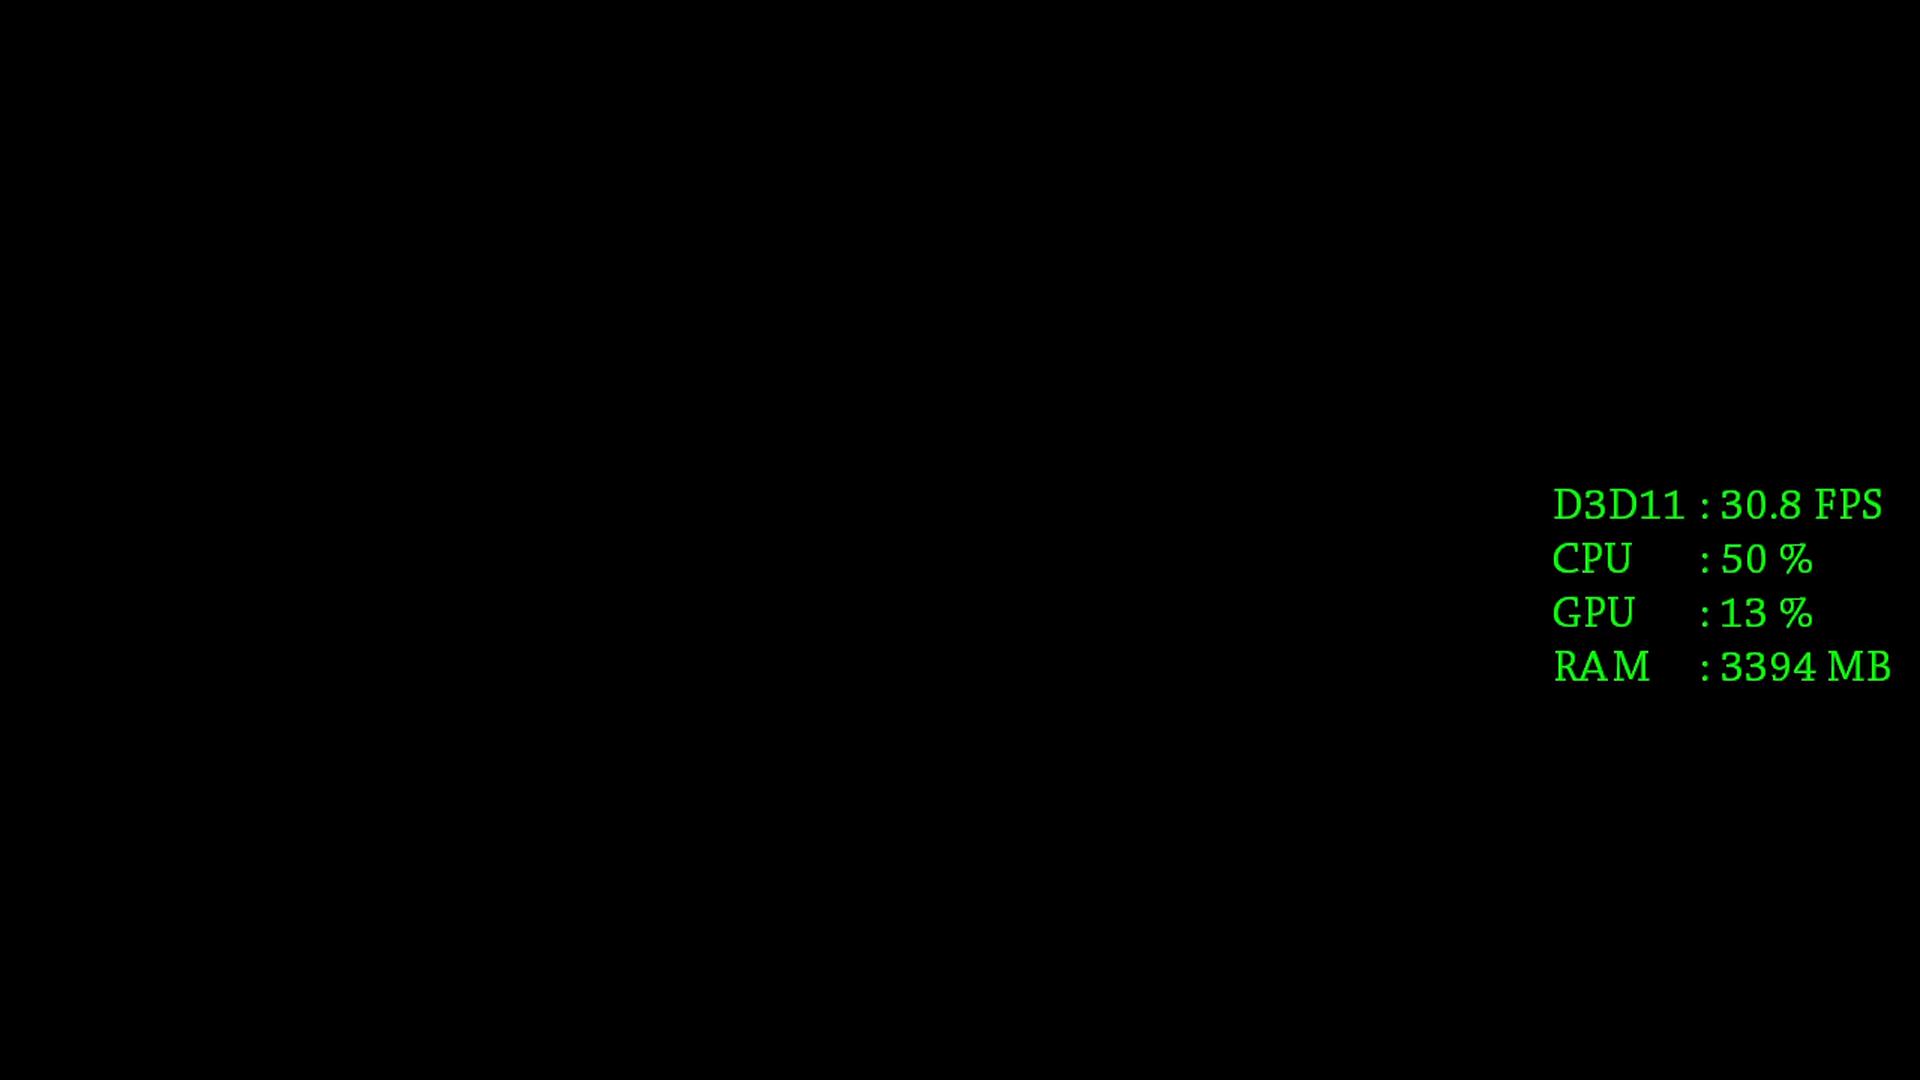 D3D11 : 30.8 FPS
CPU : 50 %
GPU : 13 %
RAM : 3394 MB